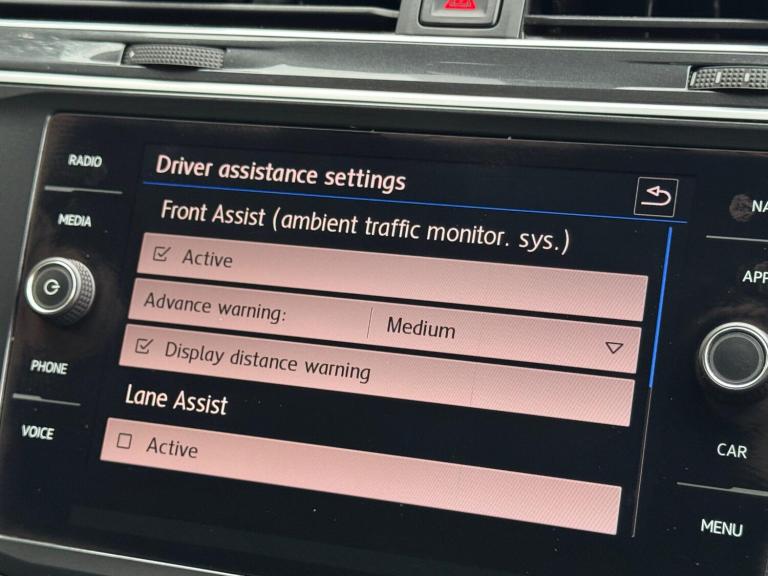 RADIO
MEDIA
PHONE
VOICE
Driver assistance settings
Front Assist (ambient traffic monitor. sys.)
Active
Advance warning: Medium
Display distance warning
Lane Assist
Active
CAR
MENU